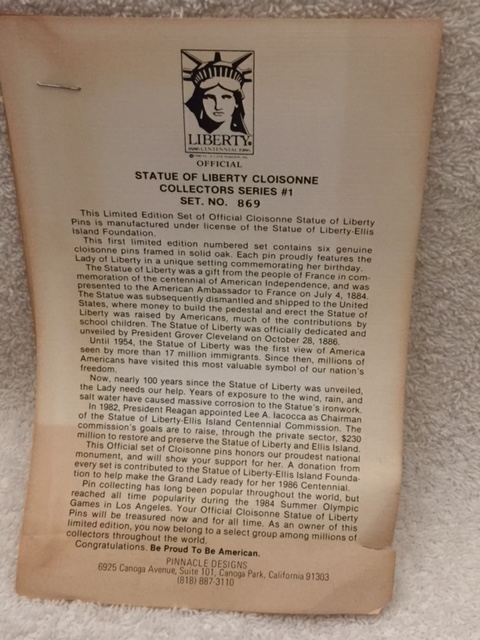 LIBERTY
CENTENNIAL
OFFICIAL
STATUE OF LIBERTY CLOISONNE
COLLECTORS SERIES #1
SET. NO. 869
This Limited Edition Set of Official Cloisonne Statue of Liberty
Pins is manufactured under license of the Statue of Liberty-Ellis
Island Foundation.
This first limited edition numbered set contains six genuine
cloisonne pins framed in solid oak. Each pin proudly features the
Lady of Liberty in a unique setting commemorating her birthday.
The Statue of Liberty was a gift from the people of France in com-
memoration of the centennial of American Independence, and was
presented to the American Ambassador to France on July 4, 1884.
The Statue was subsequently dismantled and shipped to the United
States, where money to build the pedestal and erect the Statue of
Liberty was raised by Americans, much of the contributions by
school children. The Statue of Liberty was officially dedicated and
unveiled by President Grover Cleveland on October 28, 1886.
Until 1954, the Statue of Liberty was the first view of America
seen by more than 17 million immigrants. Since then, millions of
Americans have visited this most valuable symbol of our nation's
freedom.
Now, nearly 100 years since the Statue of Liberty was unveiled,
the Lady needs our help. Years of exposure to the wind, rain, and
salt water have caused massive corrosion to the Statue's ironwork.
In 1982, President Reagan appointed Lee A. Iacocca as Chairman
of the Statue of Liberty-Ellis Island Centennial Commission. The
commission's goals are to raise, through the private sector, $230
million to restore and preserve the Statue of Liberty and Ellis Island.
This Official set of Cloisonne pins honors our proudest national
monument, and will show your support for her. A donation from
every set is contributed to the Statue of Liberty-Ellis Island Founda-
tion to help make the Grand Lady ready for her 1986 Centennial.
Pin collecting has long been popular throughout the world, but
reached all time popularity during the 1984 Summer Olympic
Games in Los Angeles. Your Official Cloisonne Statue of Liberty
Pins will be treasured now and for all time. As an owner of this
limited edition, you now belong to a select group among millions of
collectors throughout the world.
Congratulations. Be Proud To Be American.
PINNACLE DESIGNS
6925 Canoga Avenue, Suite 101, Canoga Park, California 91303
(818) 887-3110